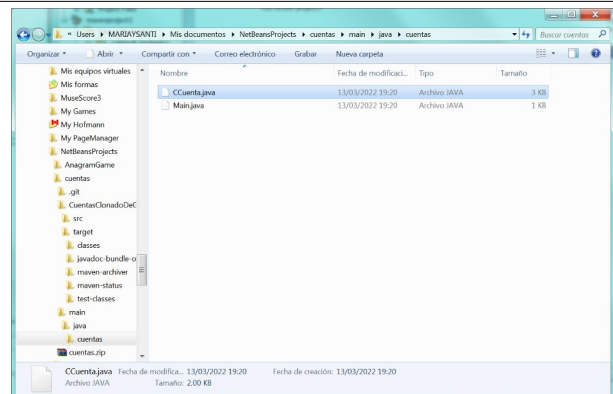 « Users ▸ MARIAYSANTI ▸ Mis documentos ▸ NetBeansProjects ▸ cuentas ▸ main ▸ java ▸ cuentas
Buscar cuentas
Organizar Abrir Compartir con Correo electrónico Grabar Nueva carpeta
Mis equipos virtuales
Mis formas
MuseScore3
My Games
My Hofmann
My PageManager
NetBeansProjects
AnagramGame
cuentas
.git
CuentasClonadoDeG
src
target
classes
javadoc-bundle-o
maven-archiver
maven-status
test-classes
main
java
cuentas
cuentas.zip
Nombre Fecha de modificaci... Tipo Tamaño
CCuenta.java 13/03/2022 19:20 Archivo JAVA 3 KB
Main.java 13/03/2022 19:20 Archivo JAVA 1 KB
CCuenta.java Fecha de modifica... 13/03/2022 19:20 Fecha de creación: 13/03/2022 19:20
Archivo JAVA Tamaño: 2,00 KB